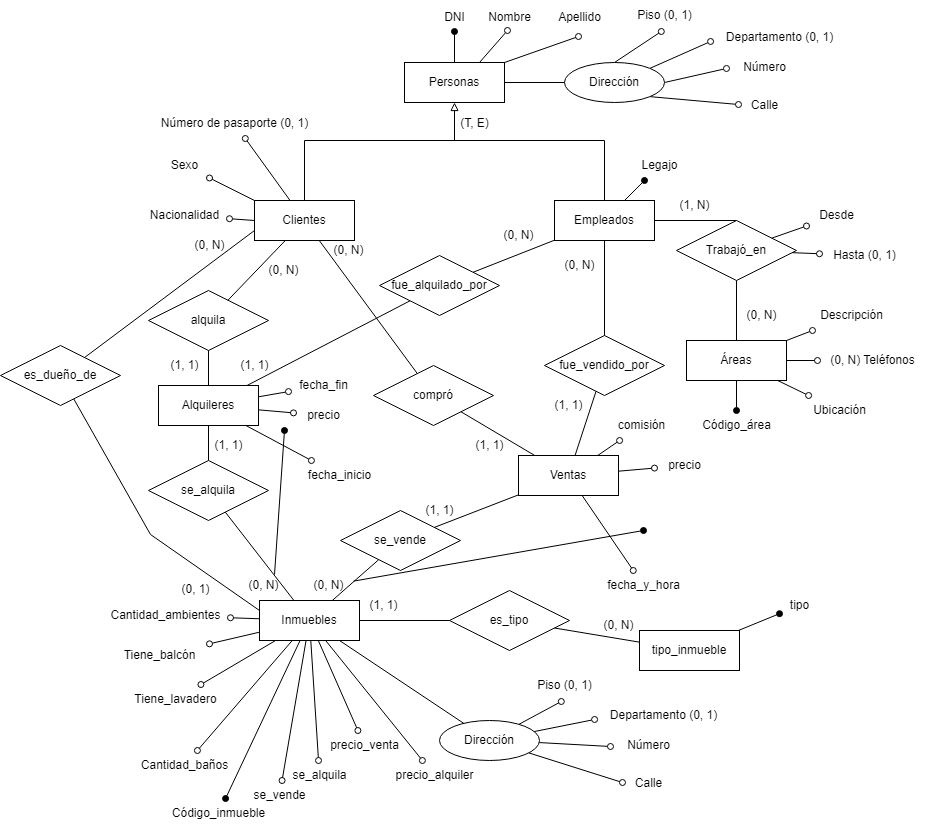 DNI
Nombre
Apellido
Piso (0, 1)
Departamento (0, 1)
Número
Calle
Personas
Dirección
(T, E)
Número de pasaporte (0, 1)
Sexo
Nacionalidad
Clientes
Legajo
Empleados
(1, N)
Desde
Hasta (0, 1)
Trabajó_en
(0, N)
(0, N)
(0, N)
(0, N)
(0, N)
fue_alquilado_por
alquila
(0, N)
Descripción
(0, N) Teléfonos
Ubicación
Áreas
Código_área
es_dueño_de
(1, 1)
(1, 1)
fue_vendido_por
(1, 1)
compró
fecha_fin
precio
Alquileres
fecha_inicio
(1, 1)
(1, 1)
comisión
precio
Ventas
se_alquila
(1, 1)
se_vende
fecha_y_hora
(0, 1)
(0, N)
(0, N)
(1, 1)
Inmuebles
es_tipo
(0, N)
tipo
tipo_inmueble
Cantidad_ambientes
Tiene_balcón
Tiene_lavadero
Cantidad_baños
Código_inmueble
se_vende
se_alquila
precio_venta
precio_alquiler
Piso (0, 1)
Departamento (0, 1)
Número
Calle
Dirección